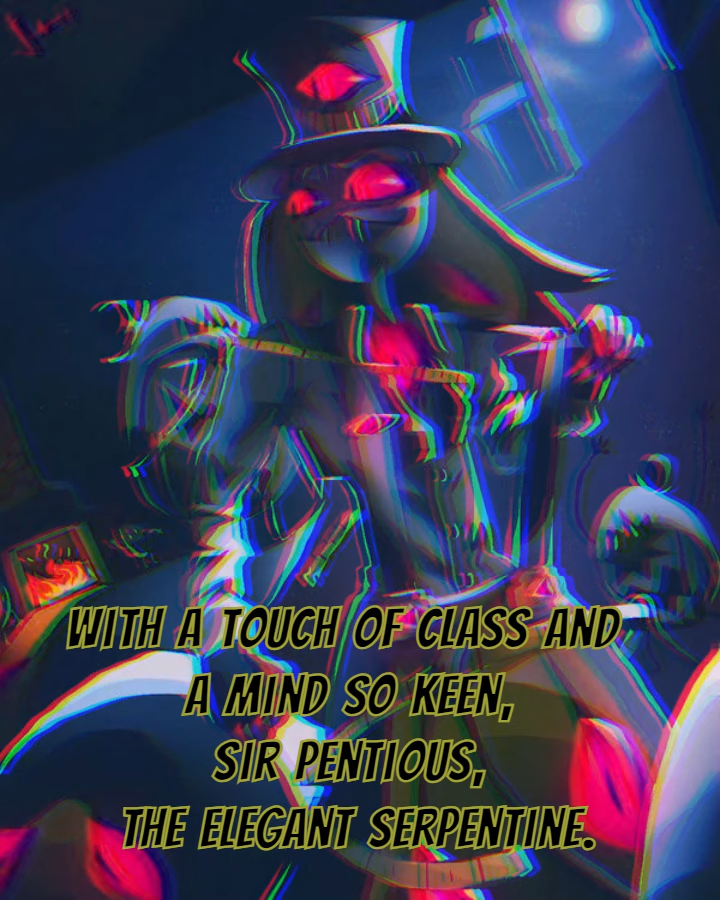 WITH A TOUCH OF CLASS AND
A MIND SO KEEN,
SIR PENTIOUS,
THE ELEGANT SERPENTINE.